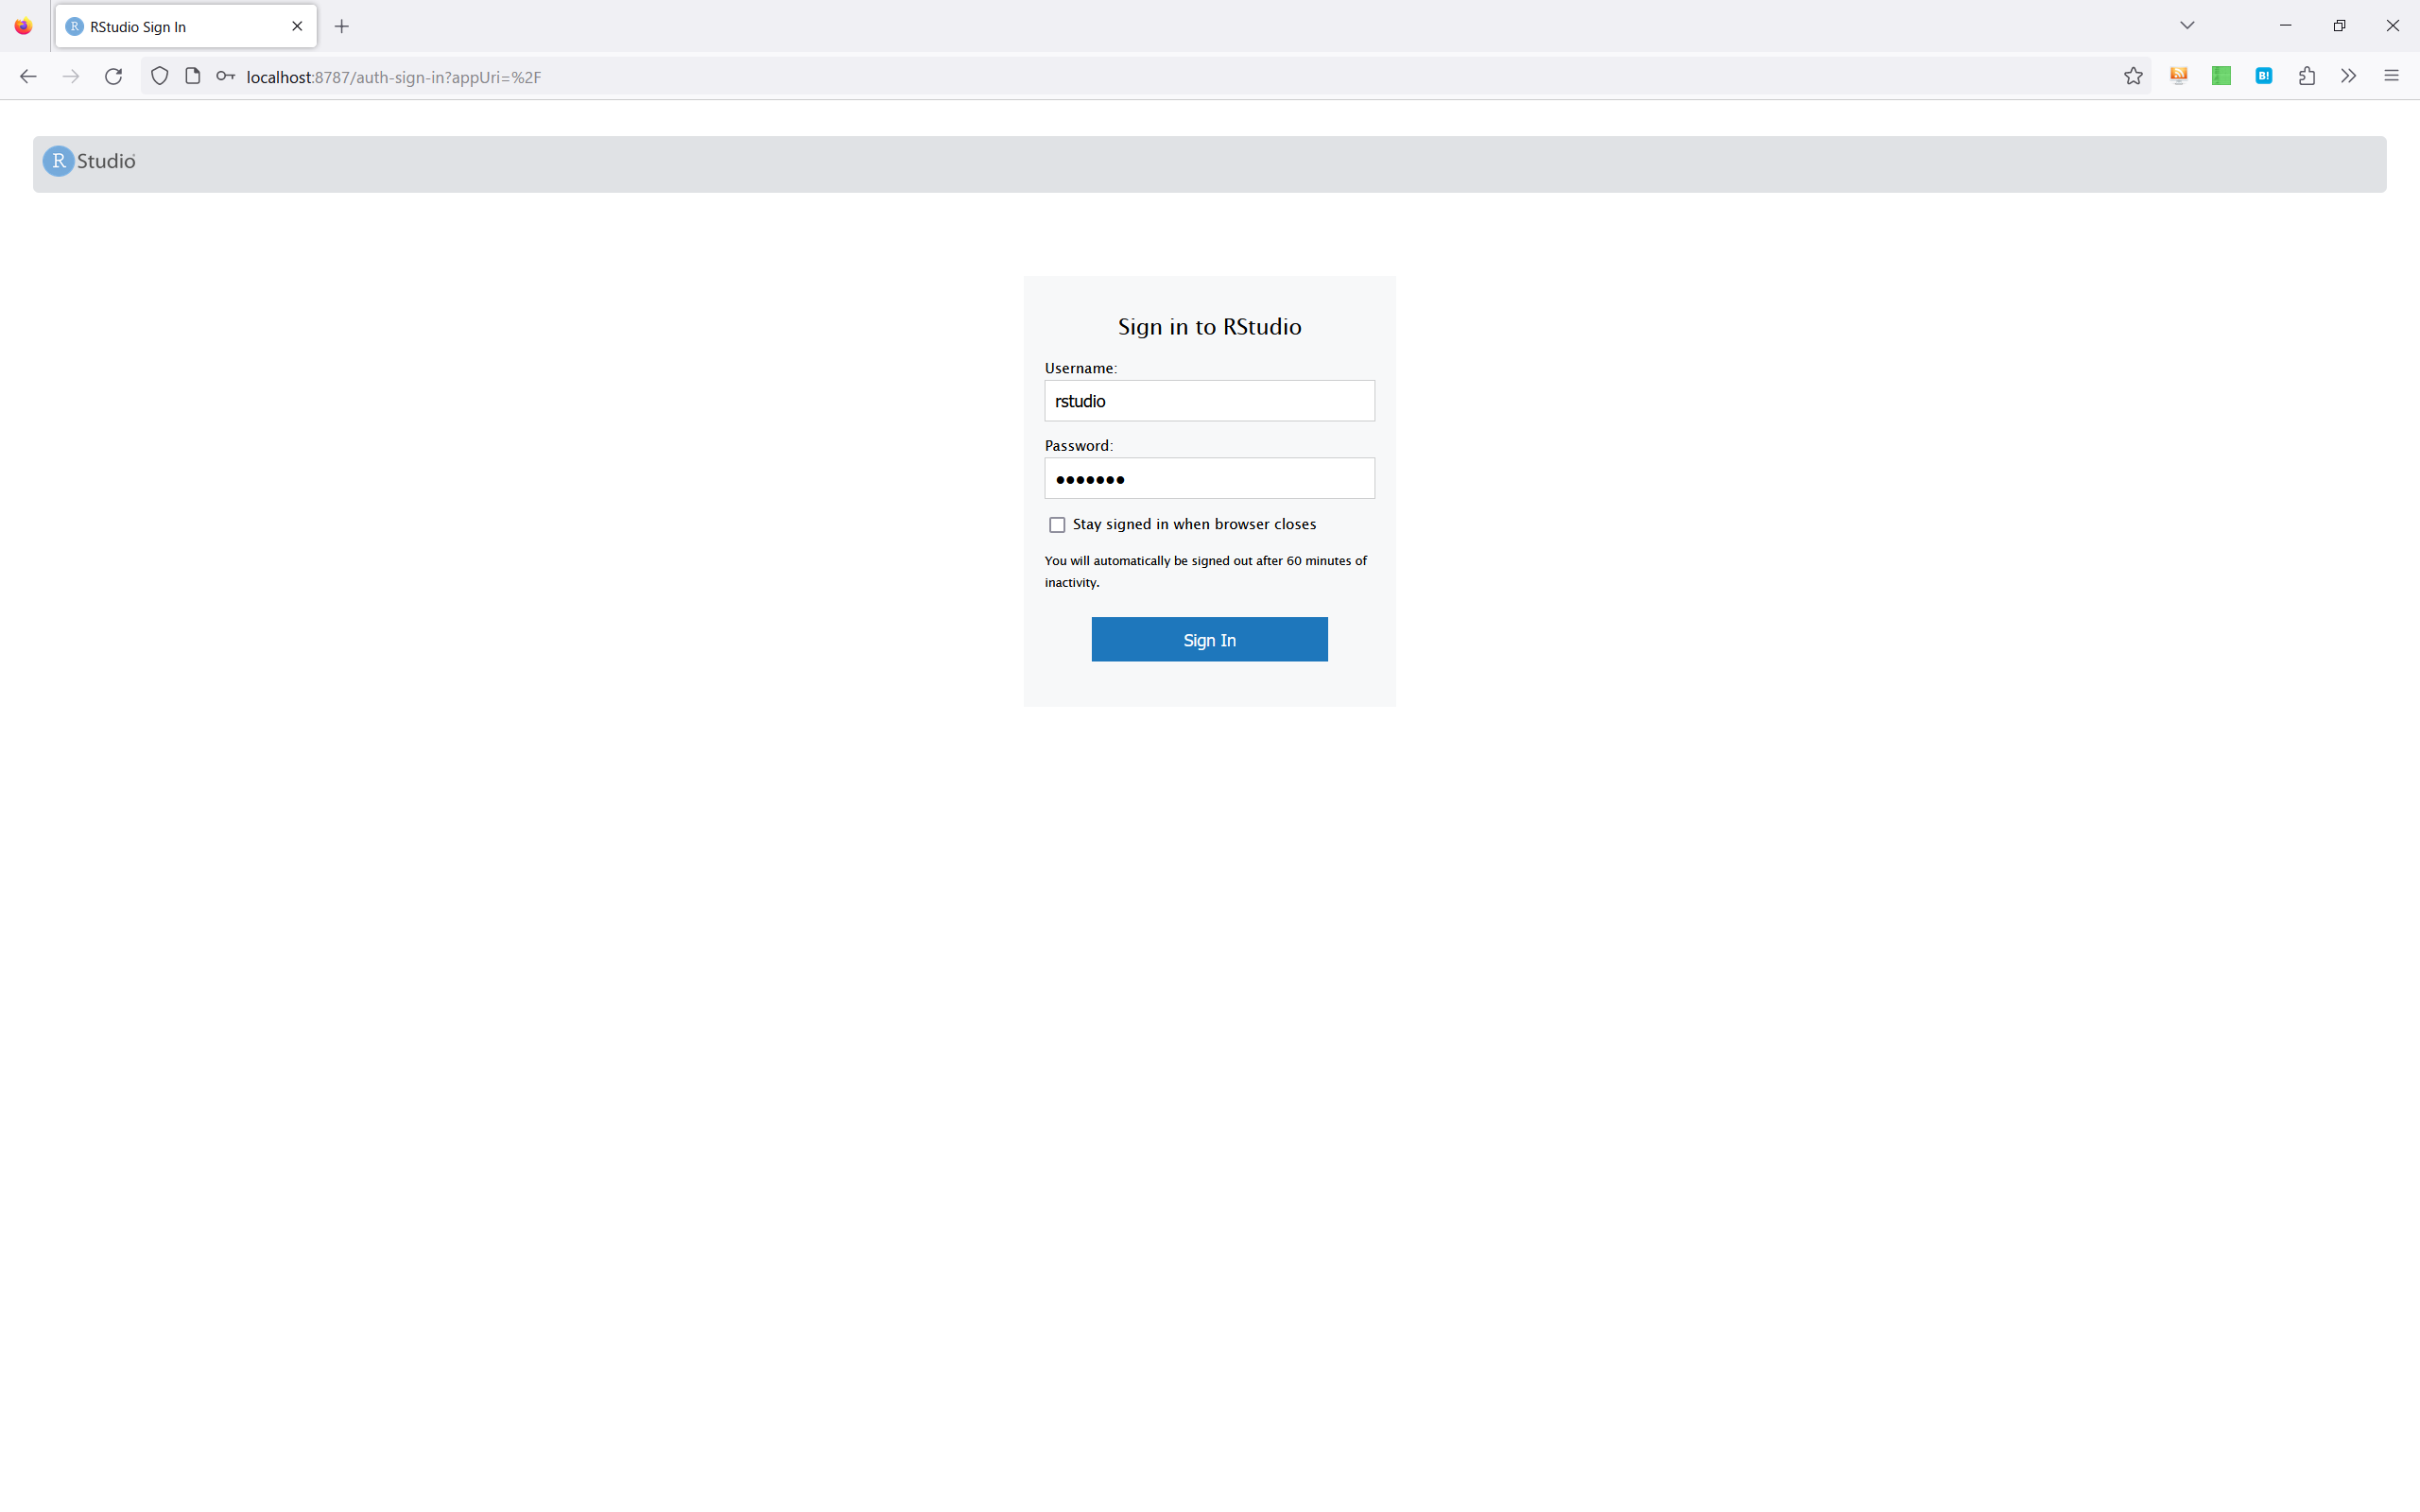 RStudio Sign In
localhost:8787/auth-sign-in?appUri=%2F
B!
R Studio
Sign in to RStudio
Username:
rstudio
Password:
•••••••
Stay signed in when browser closes
You will automatically be signed out after 60 minutes of
inactivity.
Sign In